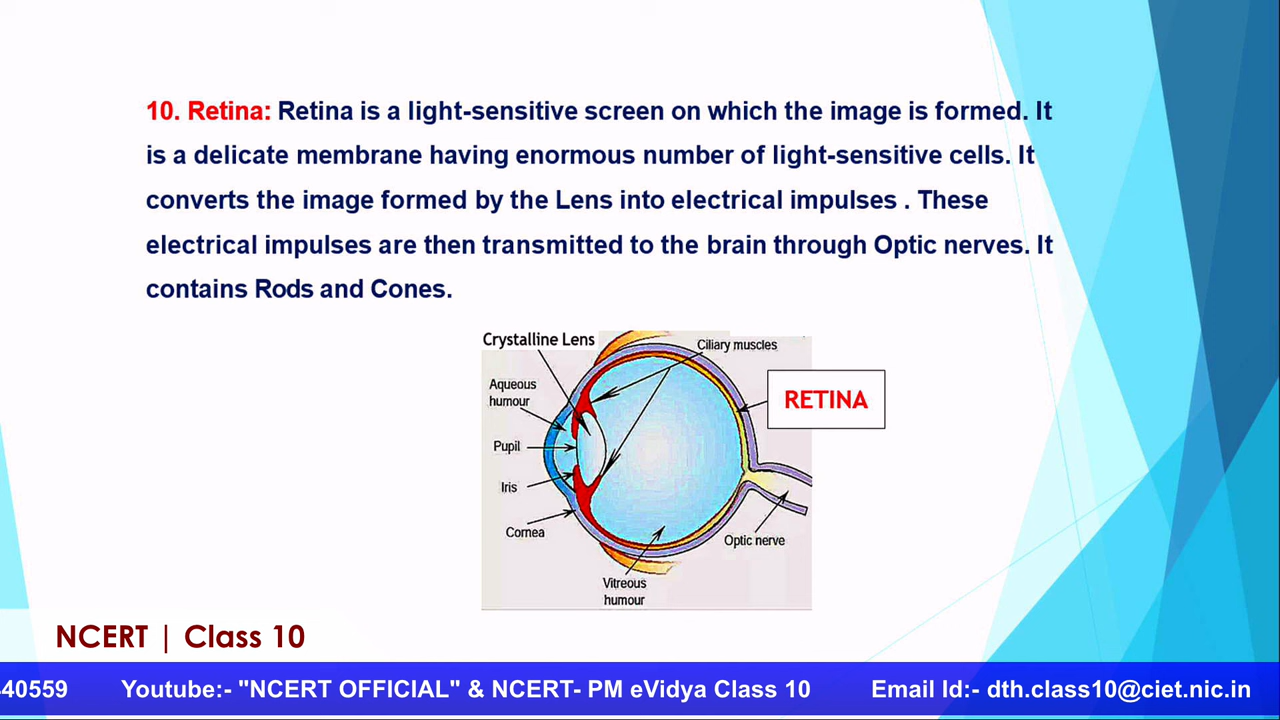 10. Retina: Retina is a light-sensitive screen on which the image is formed. It
is a delicate membrane having enormous number of light-sensitive cells. It
converts the image formed by the Lens into electrical impulses . These
electrical impulses are then transmitted to the brain through Optic nerves. It
contains Rods and Cones.
Crystalline Lens
Ciliary muscles
Aqueous
humour
RETINA
Pupil
Iris
Cornea
Optic nerve
Vitreous
humour
NCERT | Class 10
40559 Youtube:- "NCERT OFFICIAL" & NCERT- PM eVidya Class 10 Email Id:- dth.class10@ciet.nic.in